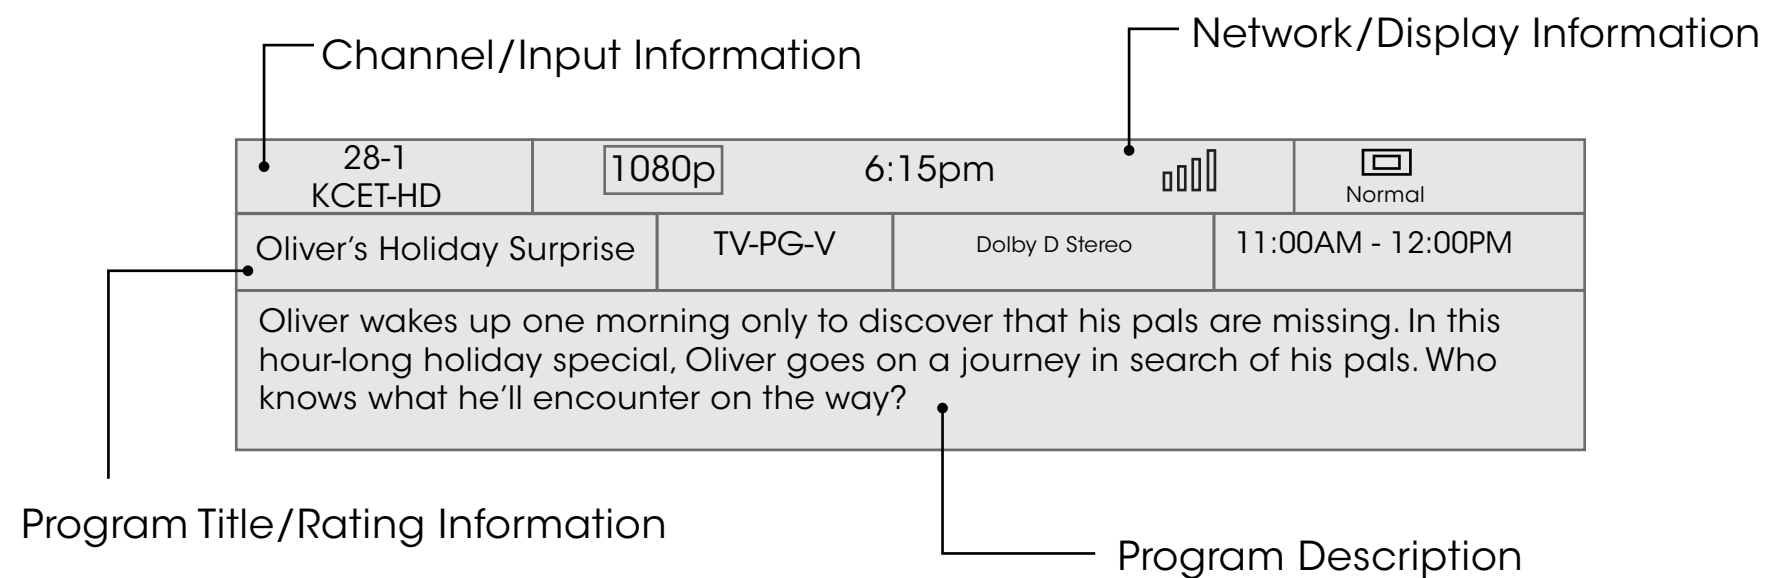 Channel/Input Information
Network/Display Information
28-1
KCET-HD
1080p
6:15pm
Normal
Oliver's Holiday Surprise
TV-PG-V
Dolby D Stereo
11:00AM - 12:00PM
Oliver wakes up one morning only to discover that his pals are missing. In this
hour-long holiday special, Oliver goes on a journey in search of his pals. Who
knows what he'll encounter on the way?
Program Title/Rating Information
Program Description